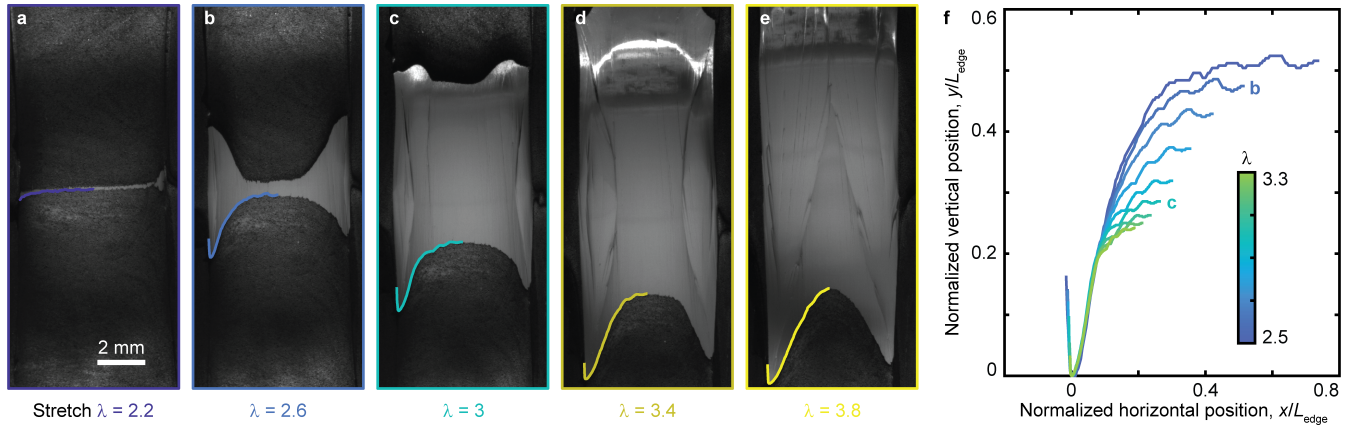 a
b
c
d
e
f
2 mm
Stretch λ = 2.2
λ = 2.6
λ = 3
λ = 3.4
λ = 3.8
Normalized vertical position, y/Ledge
0.6
0.4
0.2
0
b
c
λ
3.3
2.5
0
0.4
0.8
Normalized horizontal position, x/Ledge